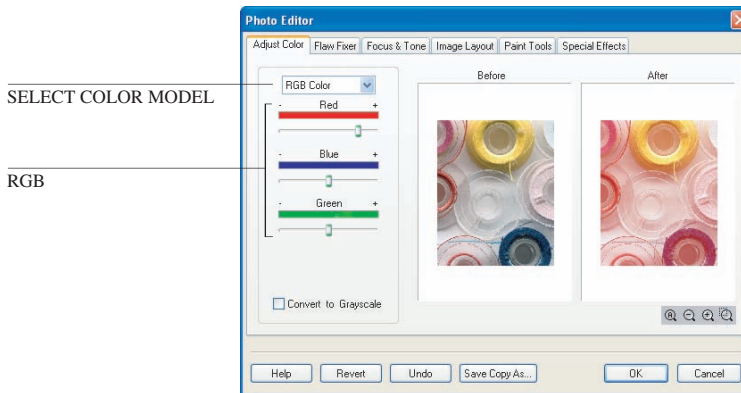 Photo Editor
Adjust Color Flaw Fixer Focus & Tone Image Layout Paint Tools Special Effects
SELECT COLOR MODEL
RGB Color
Before
After
- Red +
- Blue +
RGB
- Green +
Convert to Grayscale
Help Revert Undo Save Copy As... OK Cancel